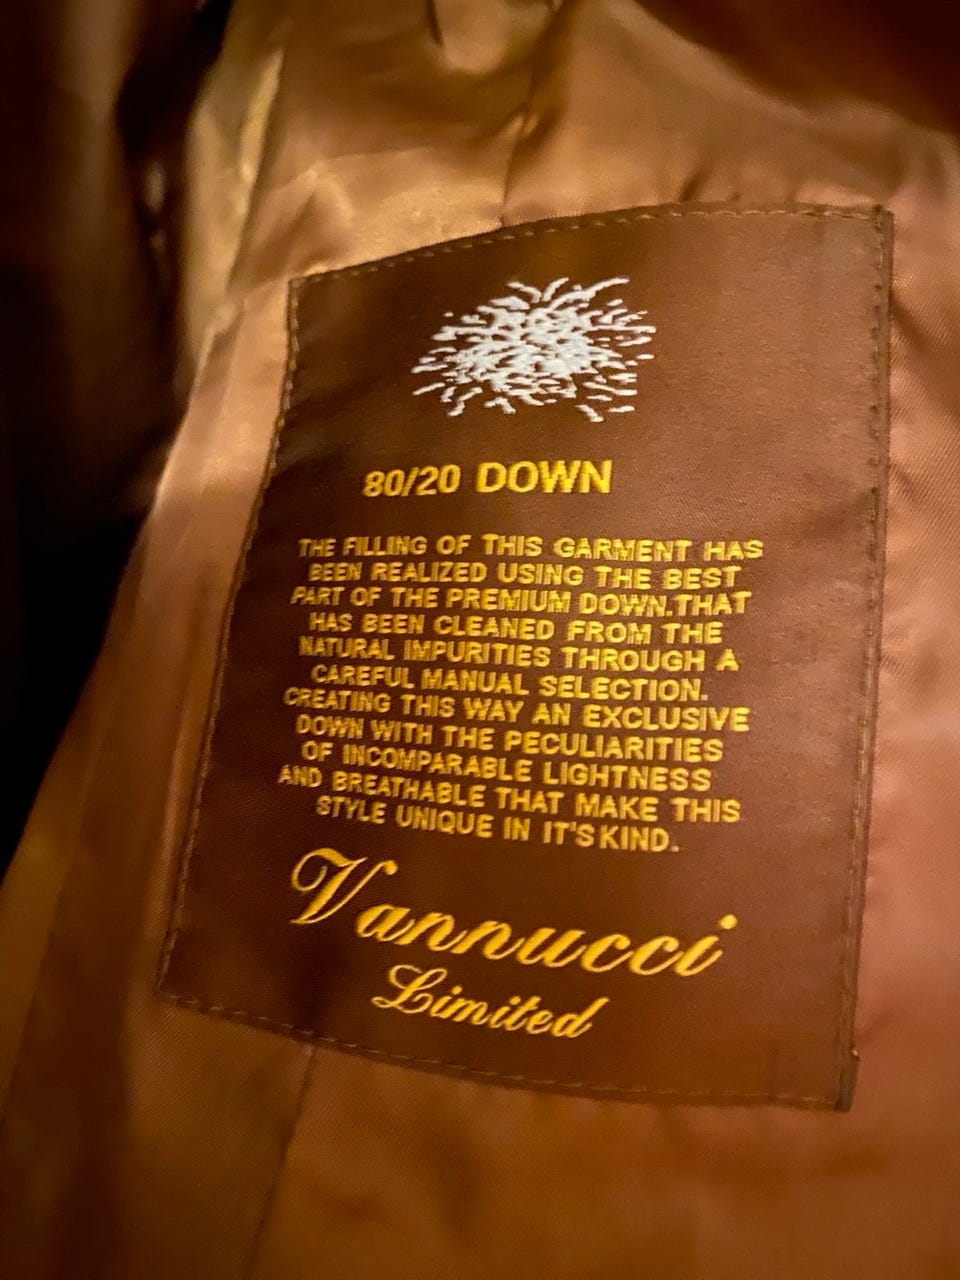 80/20 DOWN
THE FILLING OF THIS GARMENT HAS
BEEN REALIZED USING THE BEST
PART OF THE PREMIUM DOWN.THAT
HAS BEEN CLEANED FROM THE
NATURAL IMPURITIES THROUGH A
CAREFUL MANUAL SELECTION.
CREATING THIS WAY AN EXCLUSIVE
DOWN WITH THE PECULIARITIES
OF INCOMPARABLE LIGHTNESS
AND BREATHABLE THAT MAKE THIS
STYLE UNIQUE IN IT'S KIND.
Vannucci
Limited